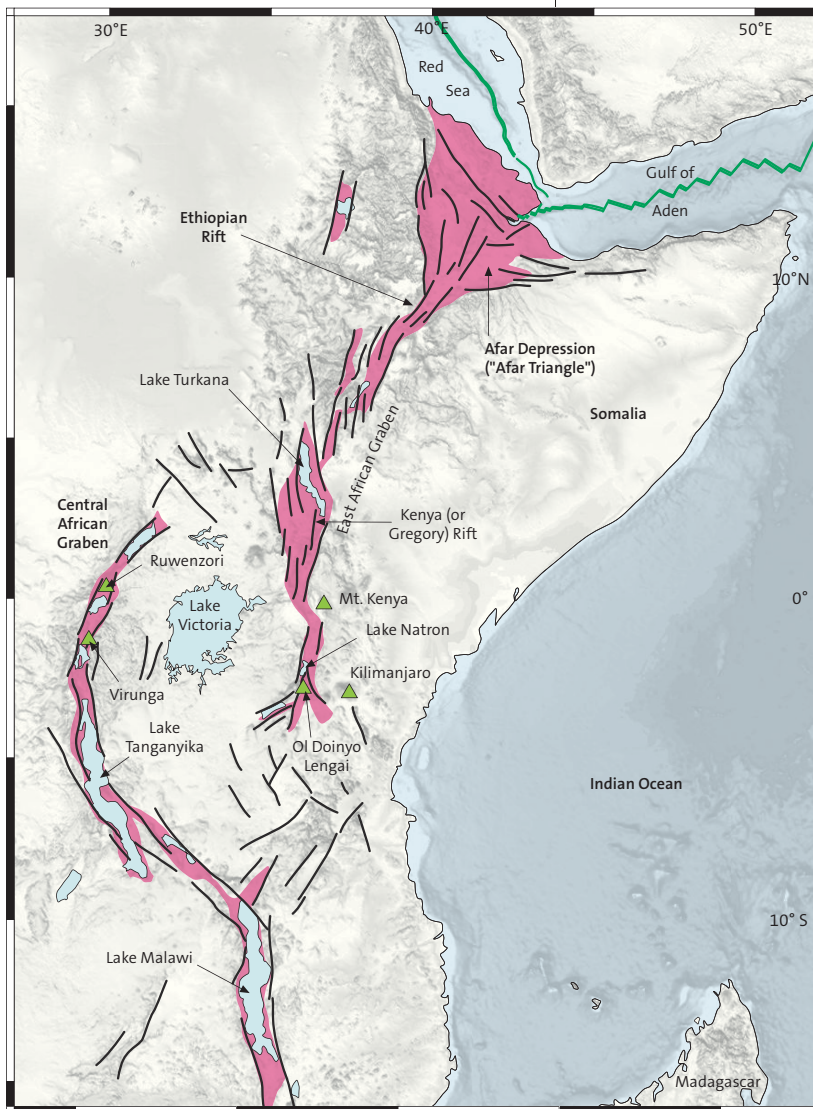 30°E
40°E
50°E
Red
Sea
Gulf of
Aden
Ethiopian
Rift
10°N
Afar Depression
("Afar Triangle")
Lake Turkana
Somalia
East African Graben
Central
African
Graben
Kenya (or
Gregory) Rift
Ruwenzori
Mt. Kenya
0°
Lake
Victoria
Lake Natron
Kilimanjaro
Virunga
Lake
Tanganyika
Ol Doinyo
Lengai
Indian Ocean
10° S
Lake Malawi
Madagascar